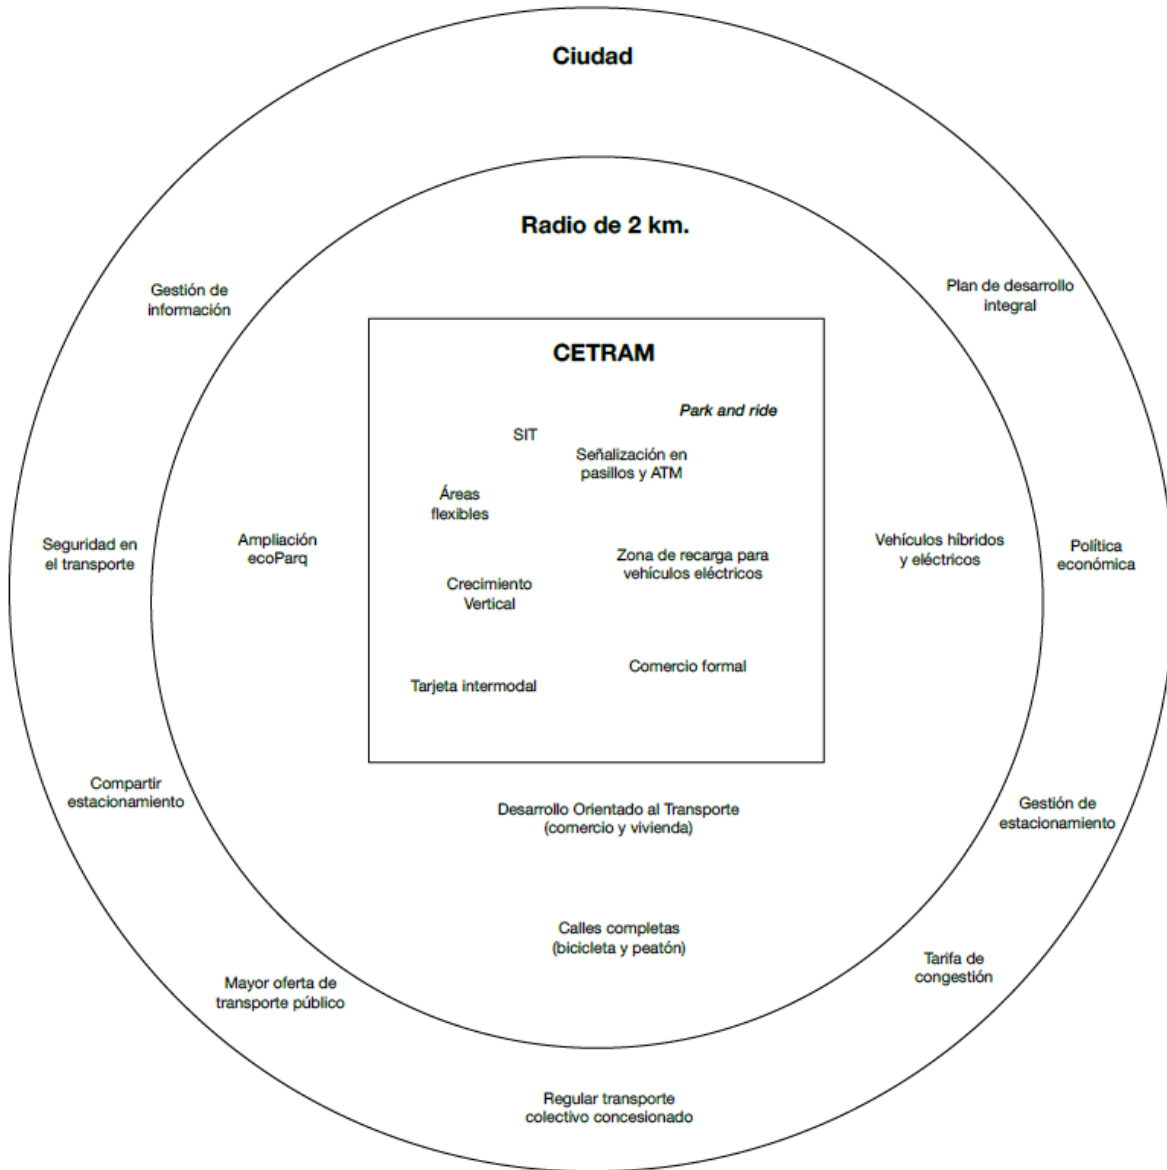 Ciudad
Radio de 2 km.
Gestión de
información
Plan de desarrollo
integral
CETRAM
Park and ride
SIT
Señalización en
pasillos y ATM
Áreas
flexibles
Seguridad en
el transporte
Ampliación
ecoParq
Zona de recarga para
vehículos eléctricos
Vehículos híbridos
y eléctricos
Política
económica
Crecimiento
Vertical
Comercio formal
Tarjeta intermodal
Compartir
estacionamiento
Desarrollo Orientado al Transporte
(comercio y vivienda)
Gestión de
estacionamiento
Calles completas
(bicicleta y peatón)
Tarifa de
congestión
Mayor oferta de
transporte público
Regular transporte
colectivo concesionado